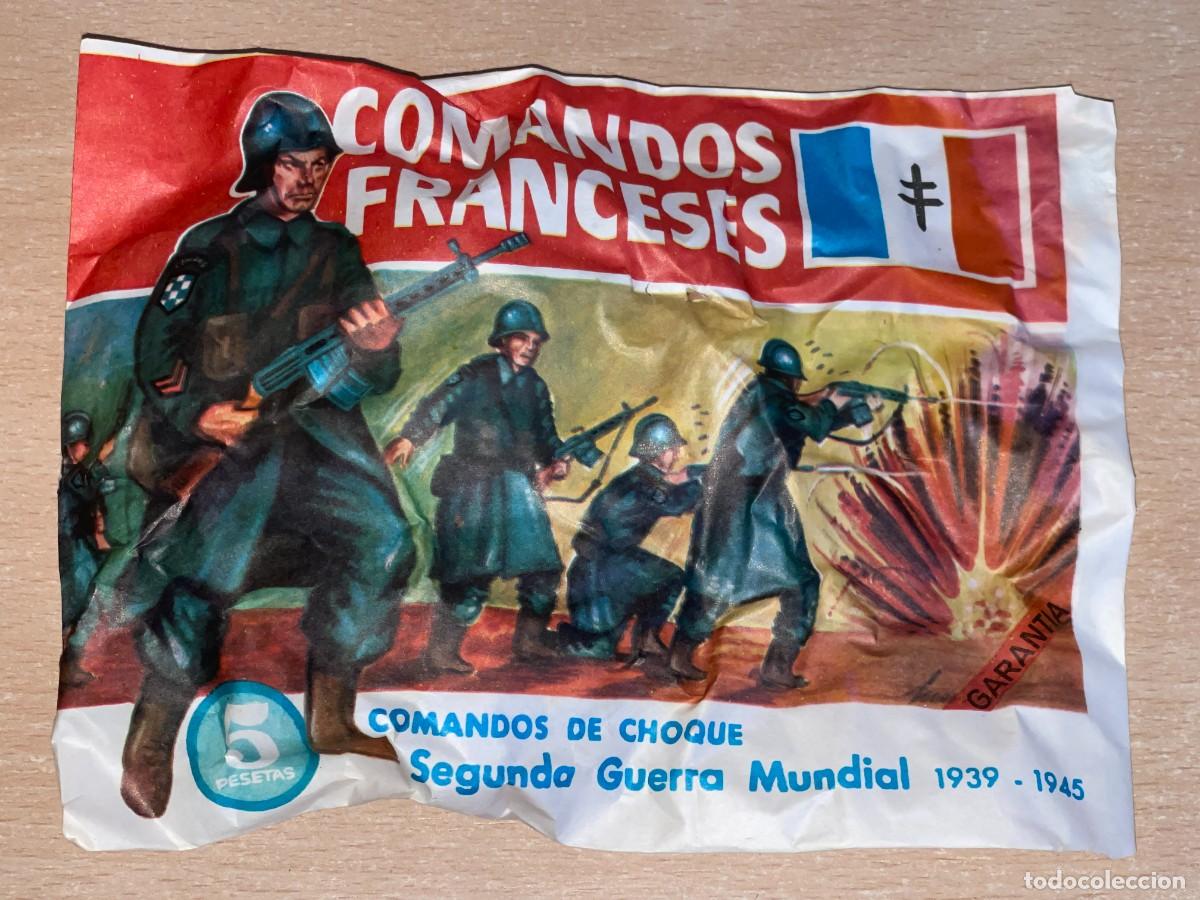 COMANDOS
FRANCESES
GARANTIA
5
PESETAS
COMANDOS DE CHOQUE
Segunda Guerra Mundial 1939 - 1945
todocoleccion